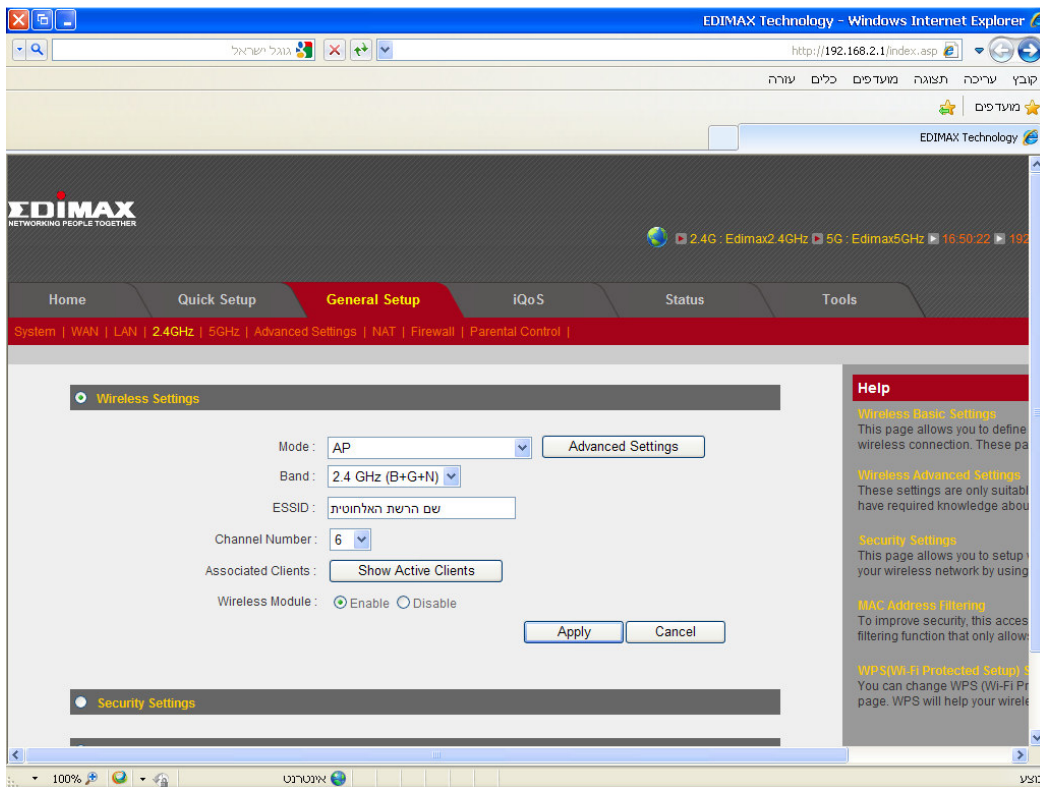 EDIMAX Technology - Windows Internet Explorer
http://192.168.2.1/index.asp
גוגל ישראל
קובץ עריכה תצוגה מועדפים כלים עזרה
מועדפים
EDIMAX Technology
EDIMAX
NETWORKING PEOPLE TOGETHER
2.4G : Edimax2.4GHz 5G : Edimax5GHz 16:50:22 192
Home Quick Setup General Setup iQoS Status Tools
System | WAN | LAN | 2.4GHz | 5GHz | Advanced Settings | NAT | Firewall | Parental Control |
Wireless Settings
Mode : AP Advanced Settings
Band : 2.4 GHz (B+G+N)
ESSID : שם הרשת האלחוטית
Channel Number : 6
Associated Clients : Show Active Clients
Wireless Module : Enable Disable
Apply Cancel
Security Settings
Help
Wireless Basic Settings
This page allows you to define
wireless connection. These pa
Wireless Advanced Settings
These settings are only suitabl
have required knowledge abou
Security Settings
This page allows you to setup
your wireless network by using
MAC Address Filtering
To improve security, this acces
filtering function that only allow
WPS(Wi-Fi Protected Setup) S
You can change WPS (Wi-Fi Pr
page. WPS will help your wirele
בוצע
אינטרנט
100%